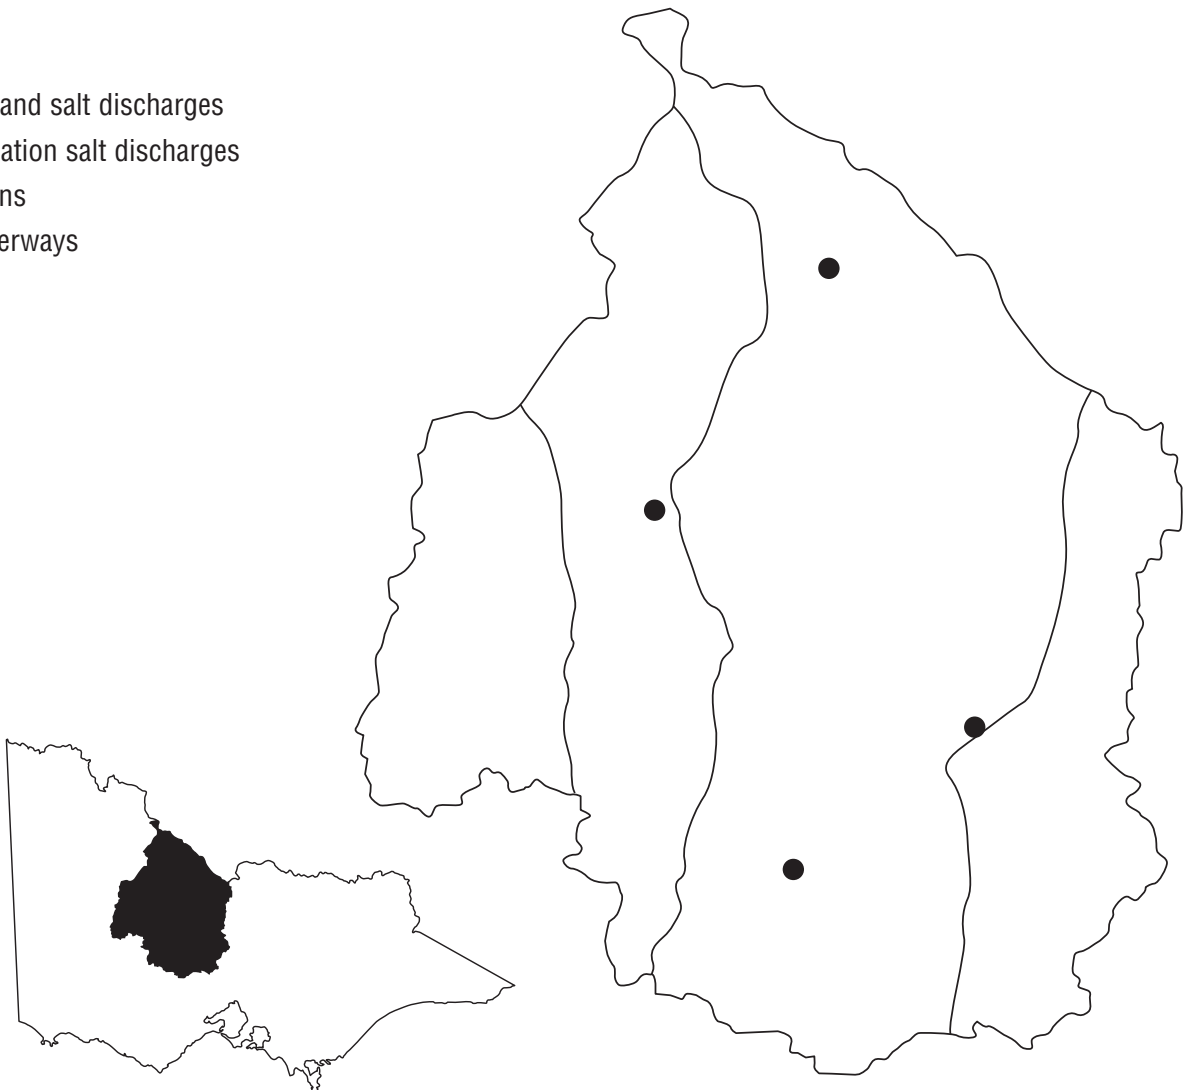 and salt discharges
ation salt discharges
ns
erways